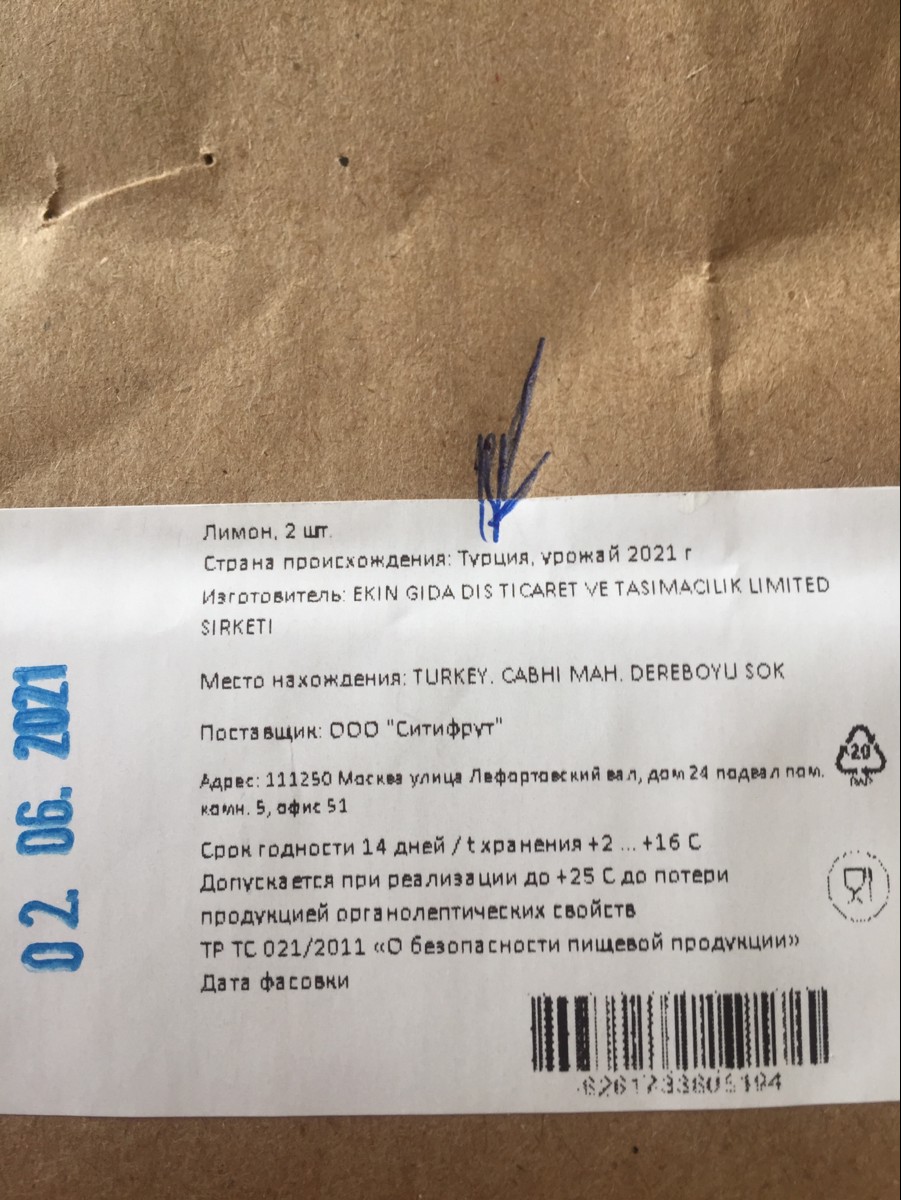 Лимон, 2 шт.
Страна происхождения: Турция, урожай 2021 г
Изготовитель: EKIN GIDA DIS TICARET VE TASIMACILIK LIMITED
SIRKETI
Место нахождения: TURKEY. CABHI MAH. DEREBOYU SOK
Поставщик: ООО "Ситифрут"
Адрес: 111250 Москва улица Лефортовский вал, дом 24 подвал пом.
комн. 5, офис 51
Срок годности 14 дней / t хранения +2 ... +16 С
Допускается при реализации до +25 С до потери
продукцией органолептических свойств
ТР ТС 021/2011 «О безопасности пищевой продукции»
Дата фасовки
02. 06. 2021
20